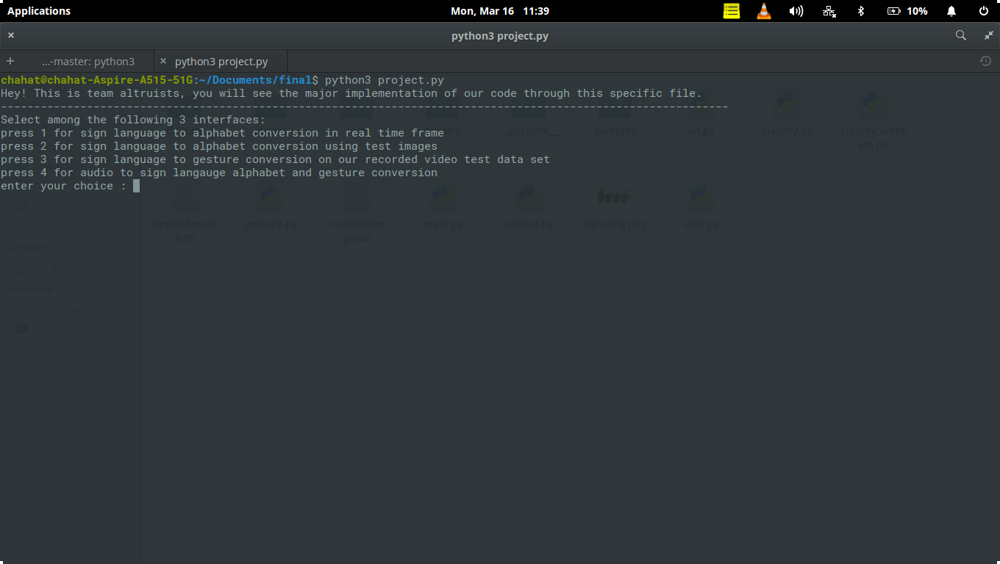 Applications
Mon, Mar 16 11:39
10%
python3 project.py
...-master: python3
python3 project.py
chahat@chahat-Aspire-A515-51G:~/Documents/final$ python3 project.py
Hey! This is team altruists, you will see the major implementation of our code through this specific file.
--------------------------------------------------------------------------------------------------------------
Select among the following 3 interfaces:
press 1 for sign language to alphabet conversion in real time frame
press 2 for sign language to alphabet conversion using test images
press 3 for sign language to gesture conversion on our recorded video test data set
press 4 for audio to sign langauge alphabet and gesture conversion
enter your choice :
__pycache__
samples
alt.py
classify.py
classify_webc
am.py
dependencie
s.sh
gesture.py
installation
guide
main.py
project.py
signlang.png
utils.py
Devices
Network